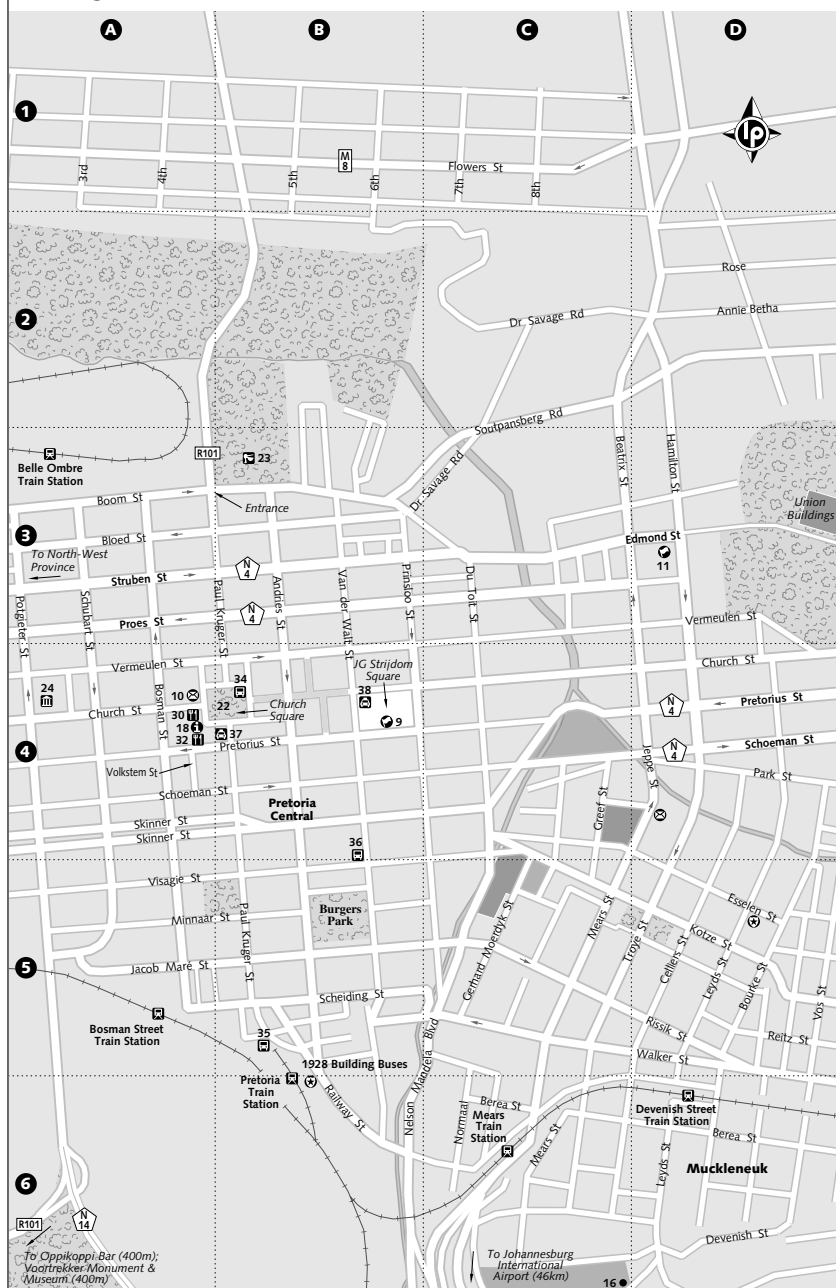 A
B
C
D
1
lp
M
8
Flowers St
3rd
4th
5th
6th
7th
8th
2
Rose
Annie Betha
Dr Savage Rd
Soutpansberg Rd
Belle Ombre
Train Station
R101
23
Dr Savage Rd
Beatrix St
Hamilton St
Boom St
Entrance
Union
Buildings
3
Bloed St
Edmond St
11
To North-West
Province
Struben St
N
4
Potgieter St
Schubart St
Proes St
Paul Kruger St
N
4
Andries St
Van der Walt St
Prinsloo St
Du Toit St
Vermeulen St
Vermeulen St
Church St
JG Strijdom
Square
24
10
34
38
Bosman St
Church St
30
22
Church
Square
9
N
4
Pretorius St
18
32
37
4
Pretorius St
N
4
Schoeman St
Volkstem St
Jeppe St
Park St
Schoeman St
Pretoria
Central
Greef St
Skinner St
Skinner St
36
Visagie St
Esselen St
Burgers
Park
Minnaar St
Paul Kruger St
Gerhard Moerdyk St
Mears St
Troye St
Kotze St
Cellers St
Leyds St
Bourke St
Vos St
5
Jacob Maré St
Scheiding St
Bosman Street
Train Station
Rissik St
Reitz St
35
Walker St
1928 Building Buses
Nelson Mandela Blvd
Pretoria
Train
Station
Railway St
Normaal
Berea St
Mears
Train
Station
Mears St
Devenish Street
Train Station
Berea St
Leyds St
Muckleneuk
6
R101
N
14
Devenish St
To Oppikoppi Bar (400m);
Voortrekker Monument &
Museum (400m)
To Johannesburg
International
Airport (46km)
16